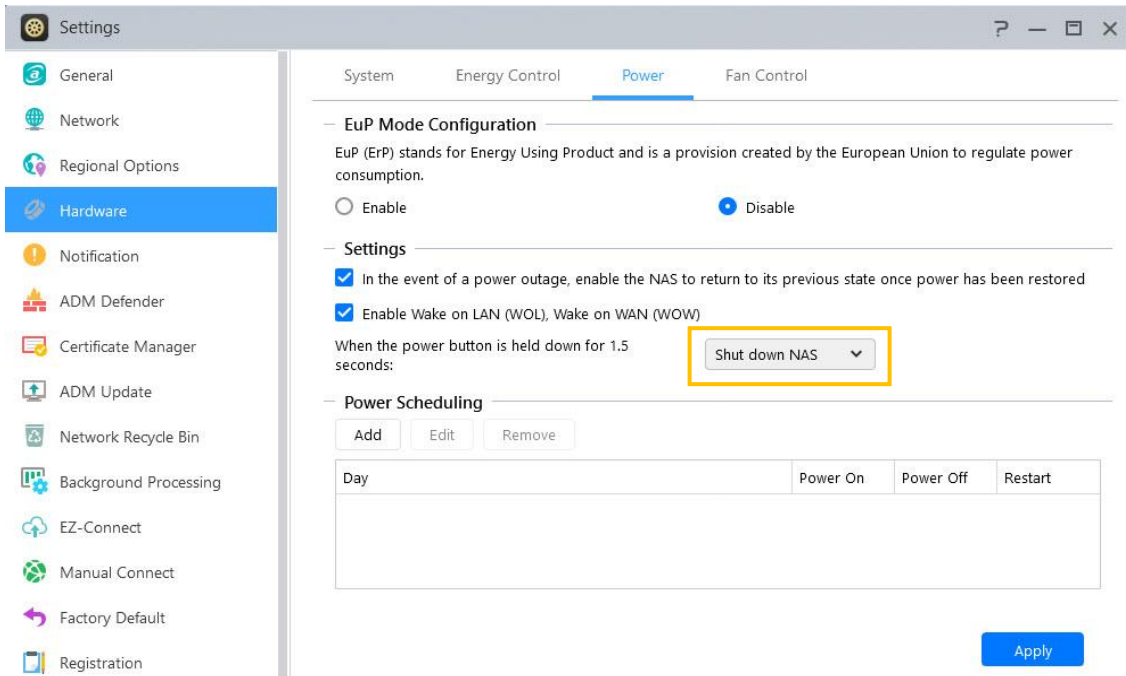 Settings
General
Network
Regional Options
Hardware
Notification
ADM Defender
Certificate Manager
ADM Update
Network Recycle Bin
Background Processing
EZ-Connect
Manual Connect
Factory Default
Registration
System Energy Control Power Fan Control
EuP Mode Configuration
EuP (ErP) stands for Energy Using Product and is a provision created by the European Union to regulate power
consumption.
Enable Disable
Settings
In the event of a power outage, enable the NAS to return to its previous state once power has been restored
Enable Wake on LAN (WOL), Wake on WAN (WOW)
When the power button is held down for 1.5
seconds:
Shut down NAS
Power Scheduling
Add Edit Remove
Day Power On Power Off Restart
Apply